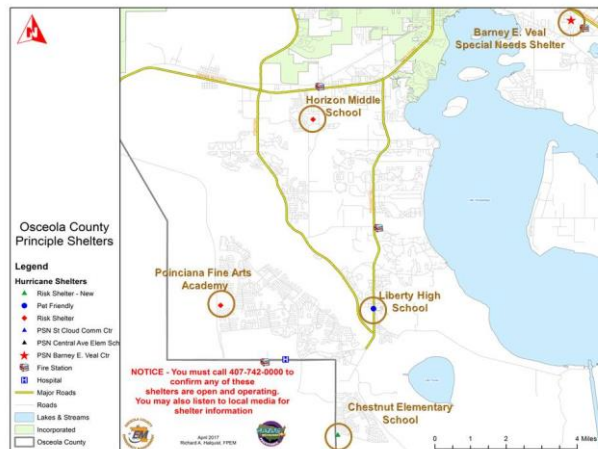 Barney E. Veal
Special Needs Shelter
Horizon Middle
School
Osceola County
Principle Shelters
Legend
Hurricane Shelters
Risk Shelter - New
Pet Friendly
Risk Shelter
PSN St Cloud Comm Ctr
PSN Central Ave Elem Sch
PSN Barney E. Veal Ctr
Fire Station
H Hospital
Major Roads
Roads
Lakes & Streams
Incorporated
Osceola County
Poinciana Fine Arts
Academy
Liberty High
School
H
NOTICE - You must call 407-742-0000 to
confirm any of these
shelters are open and operating.
You may also listen to local media for
shelter information
Chestnut Elementary
School
EM
April 2017
Richard A. Hattquist, FPEM
0 1 2 4 Miles